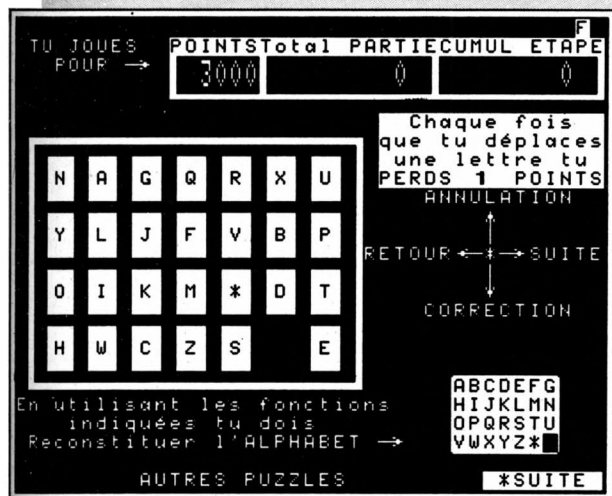 F
TU JOUES POUR →
POINTS Total PARTIE CUMUL ETAPE
3000 0 0
Chaque fois
que tu déplaces
une lettre tu
PERDS 1 POINTS
N A G Q R X U
Y L J F V B P
O I K M * D T
H W C Z S E
ANNULATION
RETOUR ← * → SUITE
CORRECTION
En utilisant les fonctions
indiquées tu dois
Reconstituer l'ALPHABET →
ABCDEFG
HIJKLMN
OPQRSTU
VWXYZ*
AUTRES PUZZLES
*SUITE